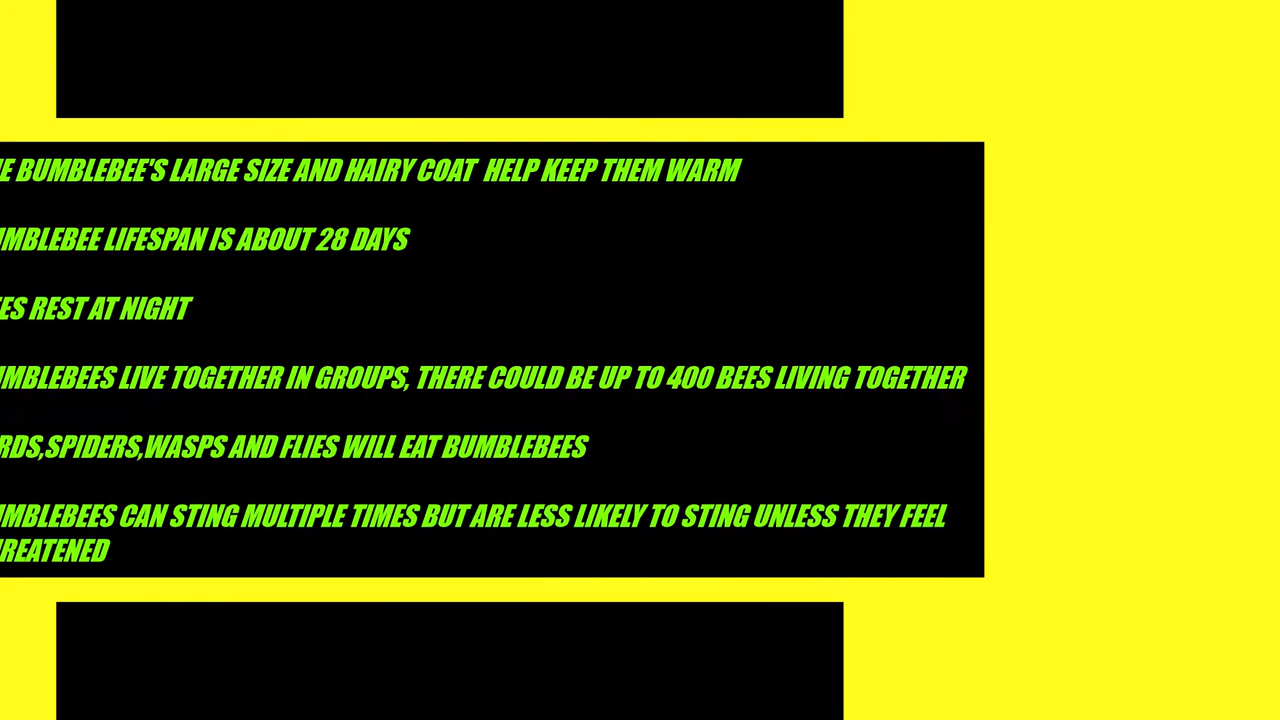 E BUMBLEBEE'S LARGE SIZE AND HAIRY COAT HELP KEEP THEM WARM
UMBLEBEE LIFESPAN IS ABOUT 28 DAYS
ES REST AT NIGHT
UMBLEBEES LIVE TOGETHER IN GROUPS, THERE COULD BE UP TO 400 BEES LIVING TOGETHER
RDS,SPIDERS,WASPS AND FLIES WILL EAT BUMBLEBEES
UMBLEBEES CAN STING MULTIPLE TIMES BUT ARE LESS LIKELY TO STING UNLESS THEY FEEL
REATENED